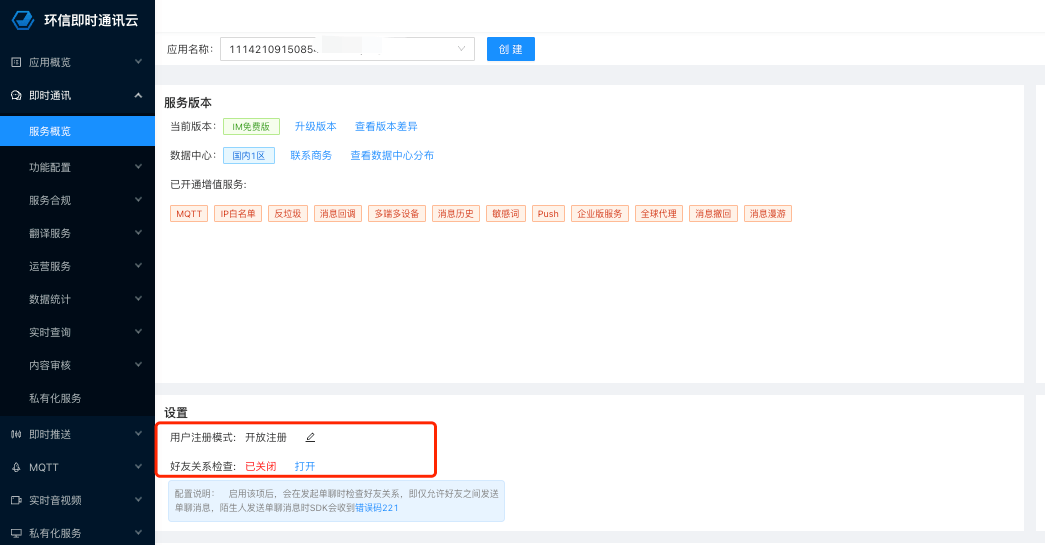 环信即时通讯云
应用概览
即时通讯
服务概览
功能配置
服务合规
翻译服务
运营服务
数据统计
实时查询
内容审核
私有化服务
即时推送
MQTT
实时音视频
私有化服务
应用名称: 创 建
服务版本
当前版本: IM免费版 升级版本 查看版本差异
数据中心: 国内1区 联系商务 查看数据中心分布
已开通增值服务:
MQTT IP白名单 反垃圾 消息回调 多端多设备 消息历史 敏感词 Push 企业版服务 全球代理 消息撤回 消息漫游
设置
用户注册模式: 开放注册
好友关系检查: 已关闭 打开
配置说明: 启用该项后，会在发起单聊时检查好友关系，即仅允许好友之间发送
单聊消息，陌生人发送单聊消息时SDK会收到错误码221